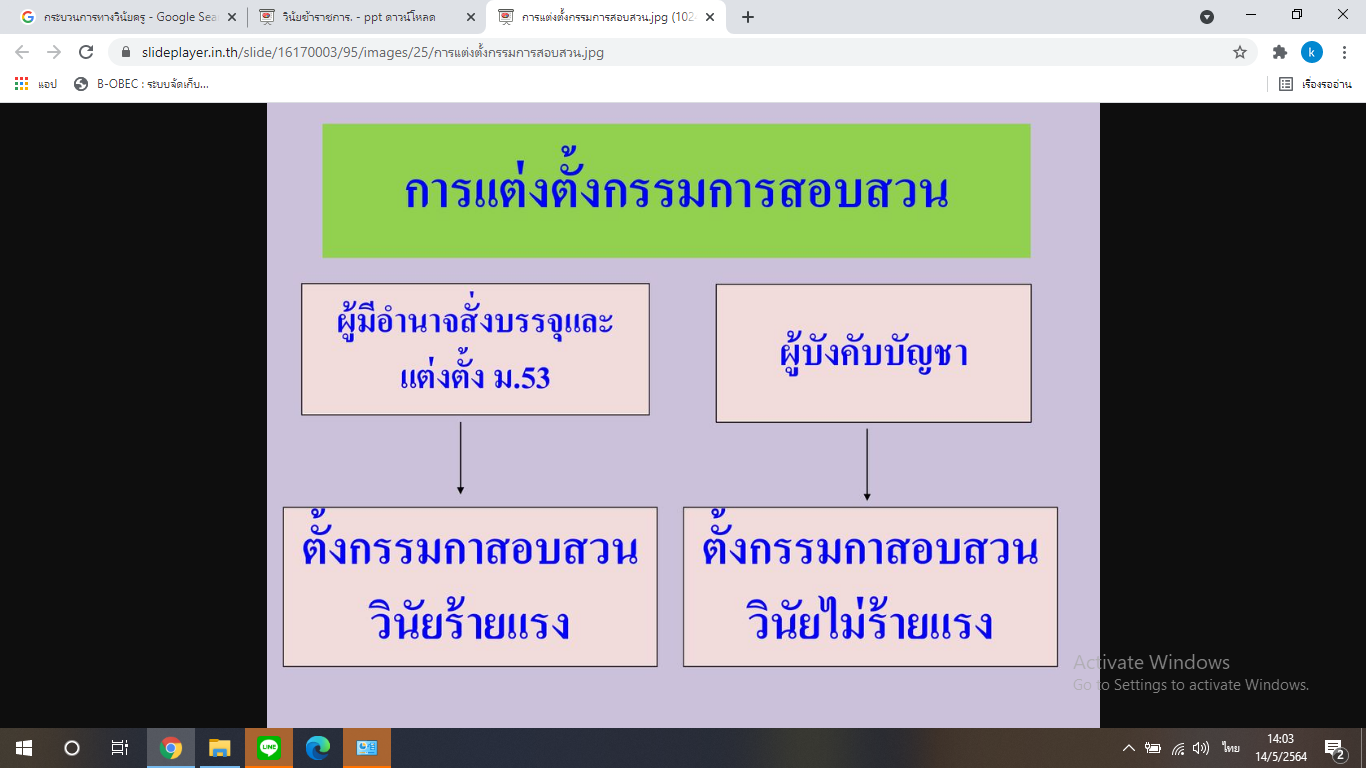 กระบวนการทางวินัยครู - Google Sea
วินัยข้าราชการ. - ppt ดาวน์โหลด
การแต่งตั้งกรรมการสอบสวน.jpg (102
slideplayer.in.th/slide/16170003/95/images/25/การแต่งตั้งกรรมการสอบสวน.jpg
k
แอป
B-OBEC : ระบบจัดเก็บ...
เรื่องรออ่าน
การแต่งตั้งกรรมการสอบสวน
ผู้มีอำนาจสั่งบรรจุและ
แต่งตั้ง ม.53
ผู้บังคับบัญชา
ตั้งกรรมกาสอบสวน
วินัยร้ายแรง
ตั้งกรรมกาสอบสวน
วินัยไม่ร้ายแรง
Activate Windows
Go to Settings to activate Windows.
LINE
ไทย
14:03
14/5/2564
2